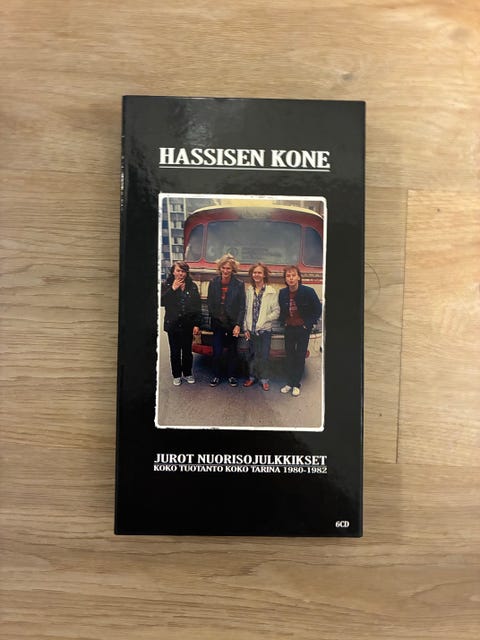 HASSISEN KONE
JUROT NUORISOJULKKIKSET
KOKO TUOTANTO KOKO TARINA 1980-1982
6CD